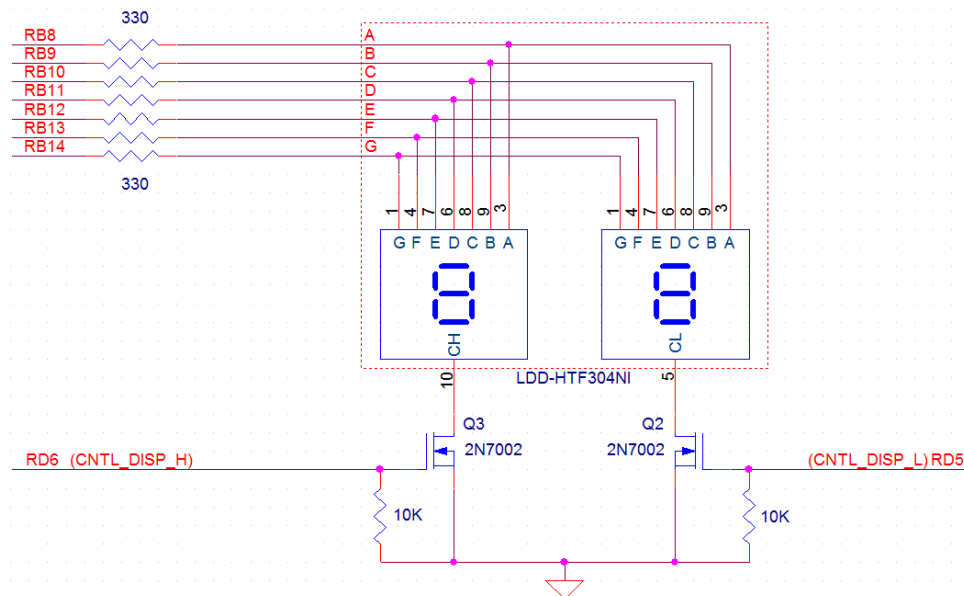 330
RB8 A
RB9 B
RB10 C
RB11 D
RB12 E
RB13 F
RB14 G
330
1 4 7 6 8 9 3
1 4 7 6 8 9 3
G F E D C B A
G F E D C B A
CH
CL
10
LDD-HTF304NI
5
Q3
2N7002
Q2
2N7002
RD6 (CNTL_DISP_H)
(CNTL_DISP_L) RD5
10K
10K